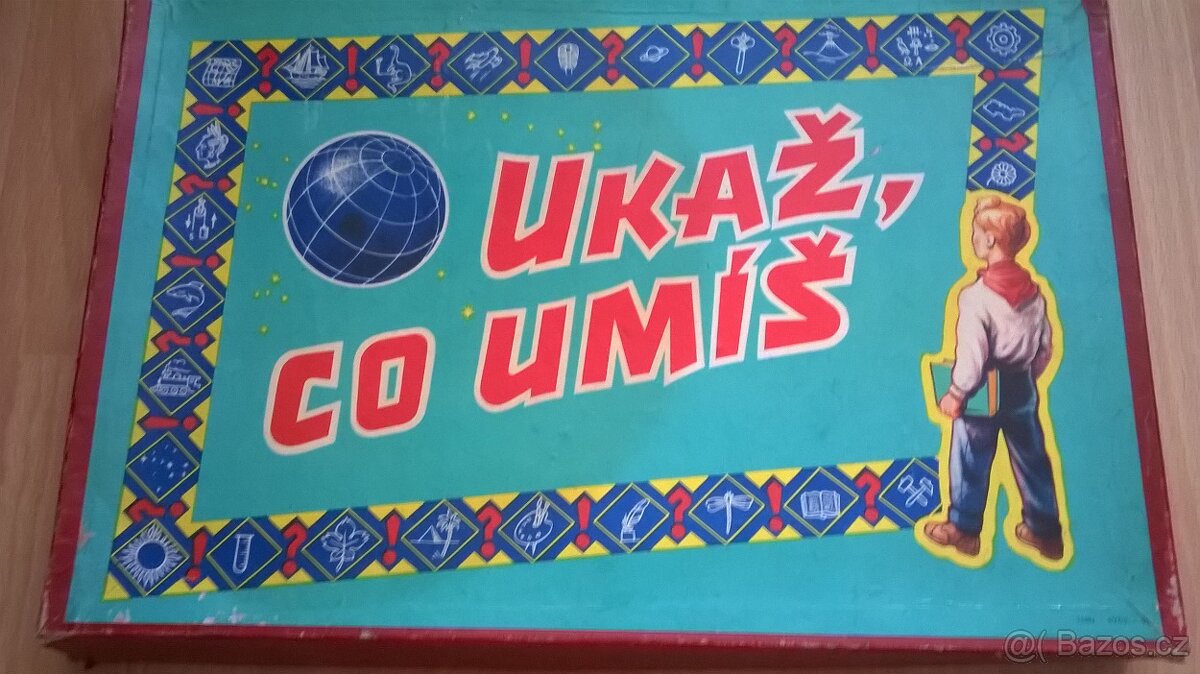 UKAŽ,
CO UMÍŠ
@( Bazos.cz